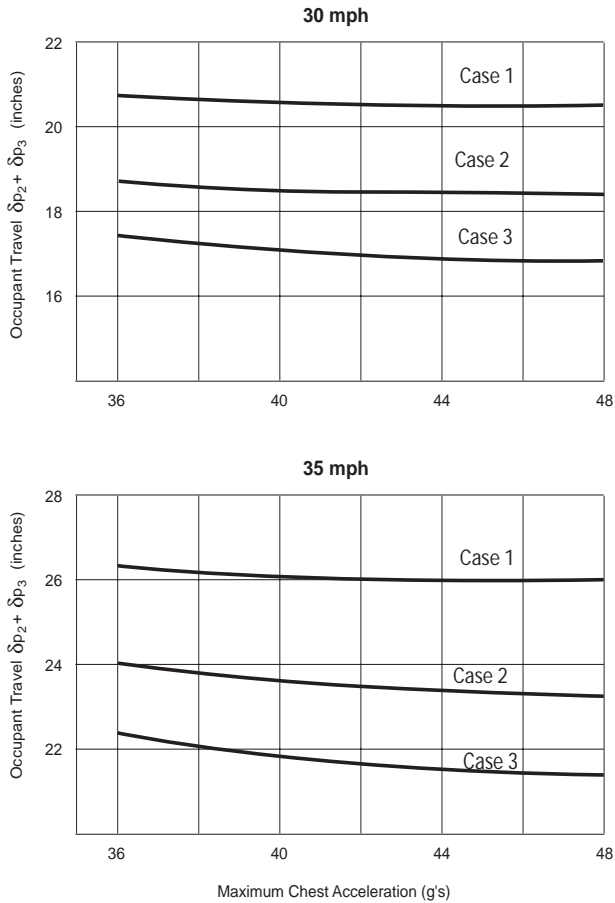 30 mph
Occupant Travel δp₂+ δp₃ (inches)
22
20
18
16
Case 1
Case 2
Case 3
36 40 44 48
35 mph
Occupant Travel δp₂+ δp₃ (inches)
28
26
24
22
Case 1
Case 2
Case 3
36 40 44 48
Maximum Chest Acceleration (g's)